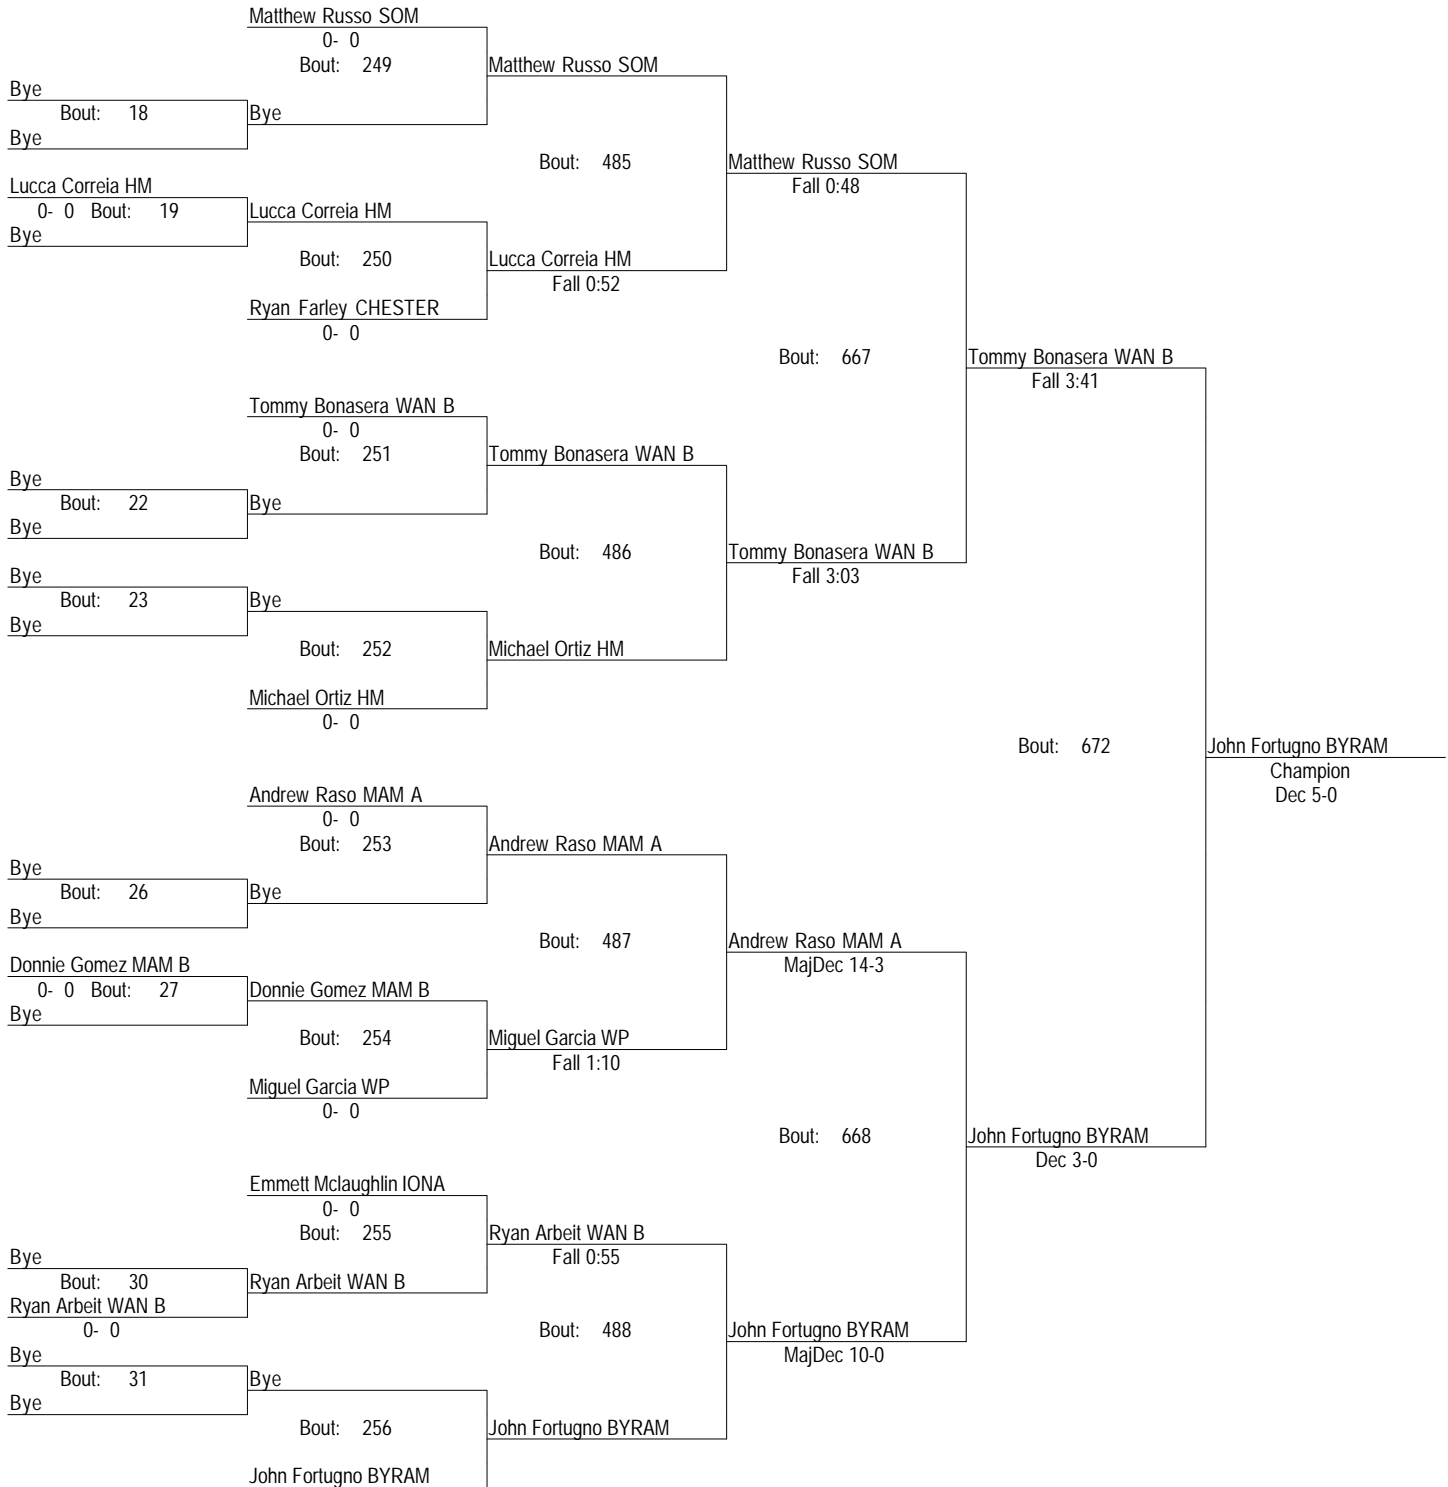 Matthew Russo SOM
0- 0
Bout: 249
Matthew Russo SOM
Bye
Bout: 18
Bye
Bye
Bout: 485
Matthew Russo SOM
Fall 0:48
Lucca Correia HM
0- 0 Bout: 19
Lucca Correia HM
Bye
Bout: 250
Lucca Correia HM
Fall 0:52
Ryan Farley CHESTER
0- 0
Bout: 667
Tommy Bonasera WAN B
Fall 3:41
Tommy Bonasera WAN B
0- 0
Bout: 251
Tommy Bonasera WAN B
Bye
Bout: 22
Bye
Bye
Bout: 486
Tommy Bonasera WAN B
Fall 3:03
Bye
Bout: 23
Bye
Bye
Bout: 252
Michael Ortiz HM
Michael Ortiz HM
0- 0
Bout: 672
John Fortugno BYRAM
Champion
Dec 5-0
Andrew Raso MAM A
0- 0
Bout: 253
Andrew Raso MAM A
Bye
Bout: 26
Bye
Bye
Bout: 487
Andrew Raso MAM A
MajDec 14-3
Donnie Gomez MAM B
0- 0 Bout: 27
Donnie Gomez MAM B
Bye
Bout: 254
Miguel Garcia WP
Fall 1:10
Miguel Garcia WP
0- 0
Bout: 668
John Fortugno BYRAM
Dec 3-0
Emmett Mclaughlin IONA
0- 0
Bout: 255
Ryan Arbeit WAN B
Fall 0:55
Bye
Bout: 30
Ryan Arbeit WAN B
Ryan Arbeit WAN B
0- 0
Bout: 488
John Fortugno BYRAM
MajDec 10-0
Bye
Bout: 31
Bye
Bye
Bout: 256
John Fortugno BYRAM
John Fortugno BYRAM